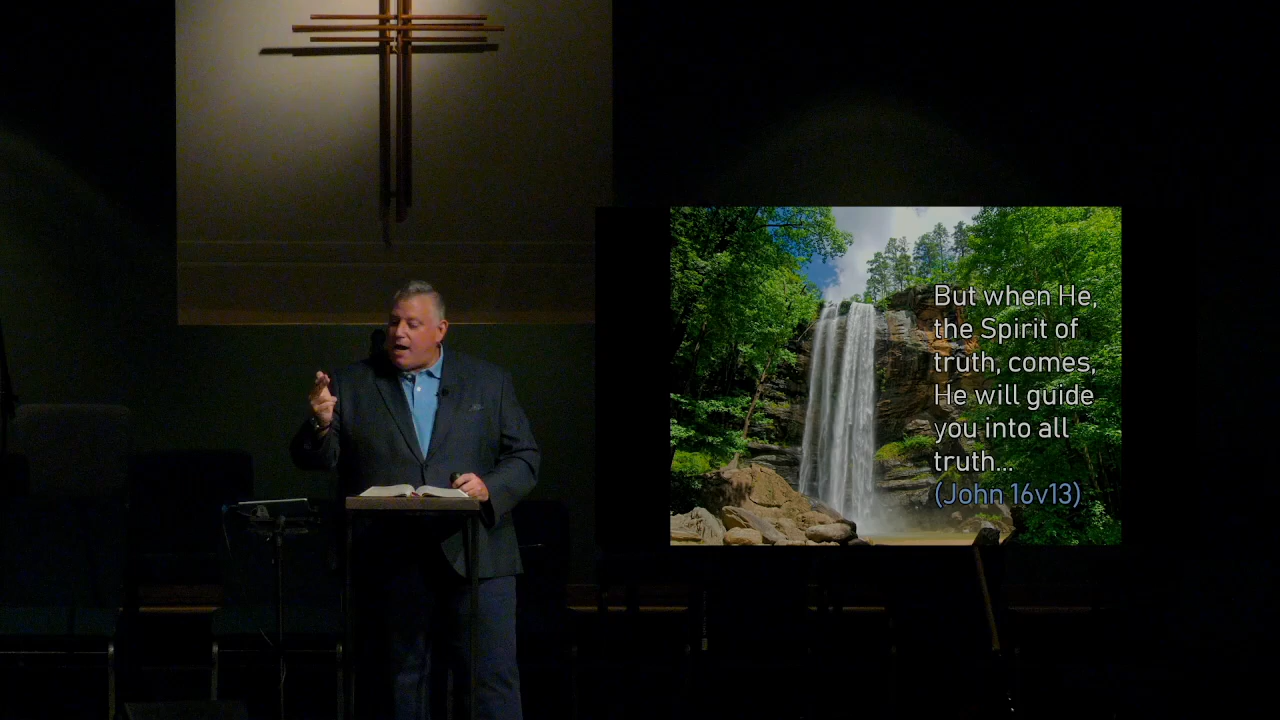 But when He,
the Spirit of
truth, comes,
He will guide
you into all
truth...
(John 16v13)